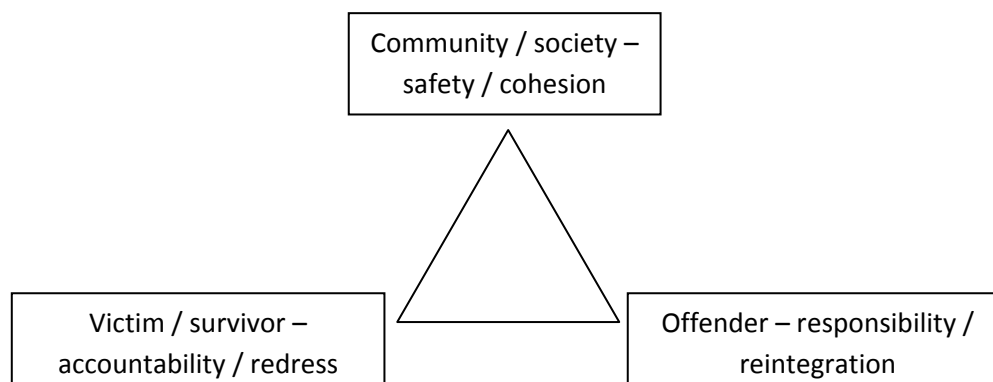 Community / society –
safety / cohesion
Victim / survivor –
accountability / redress
Offender – responsibility /
reintegration